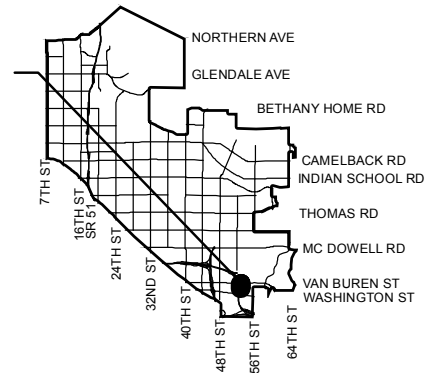 NORTHERN AVE
GLENDALE AVE
BETHANY HOME RD
CAMELBACK RD
INDIAN SCHOOL RD
THOMAS RD
MC DOWELL RD
VAN BUREN ST
WASHINGTON ST
7TH ST
16TH ST
SR 51
24TH ST
32ND ST
40TH ST
48TH ST
56TH ST
64TH ST